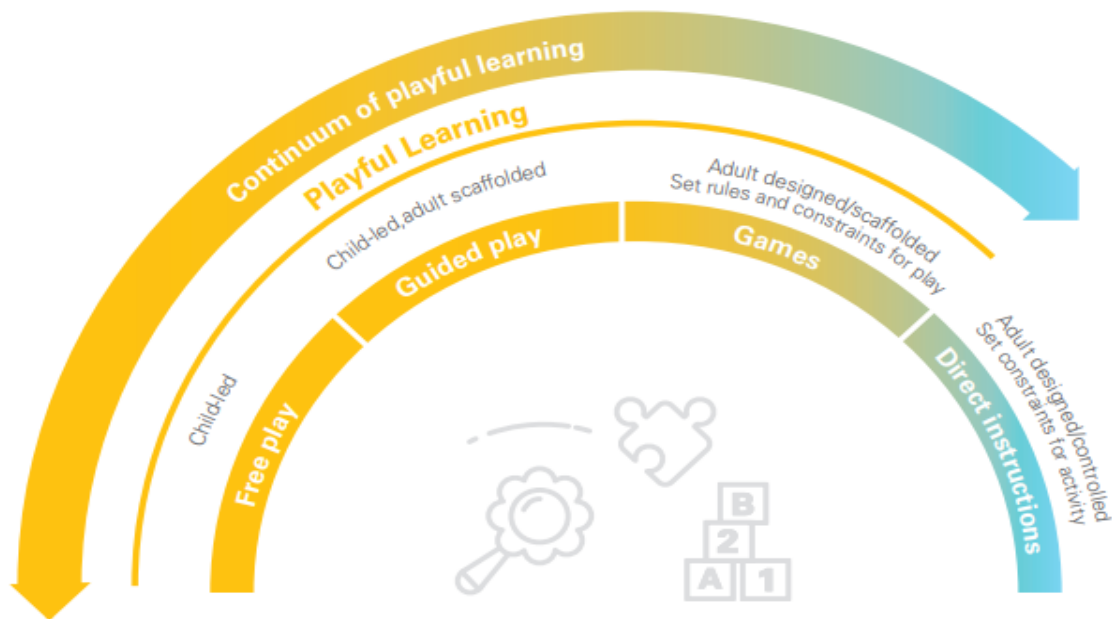 Continuum of playful learning
Playful Learning
Child-led
Free play
Child-led,adult scaffolded
Guided play
Adult designed/scaffolded
Set rules and constraints for play
Games
Adult designed/controlled
Set constraints for activity
Direct instructions
B
2
A 1